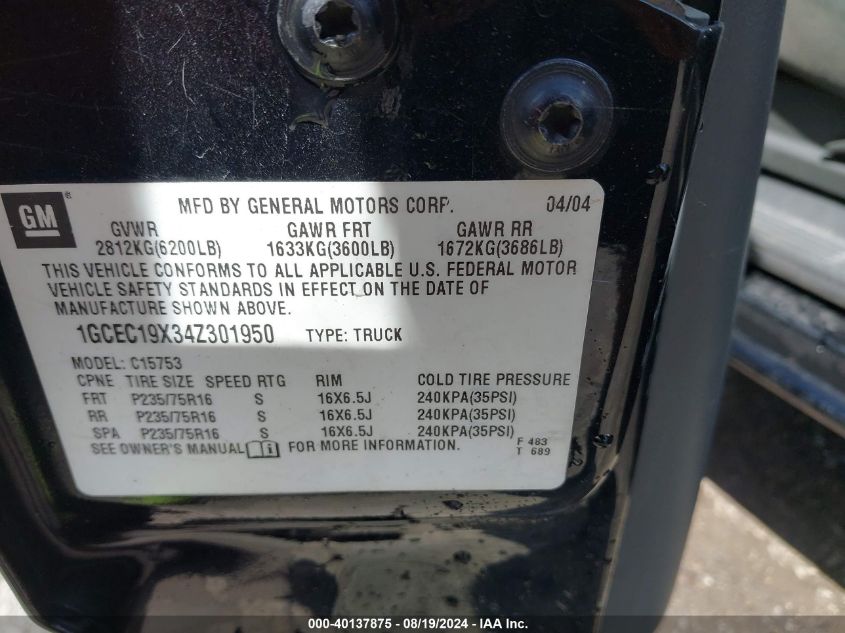 GM ® MFD BY GENERAL MOTORS CORP. 04/04
GVWR GAWR FRT GAWR RR
2812KG(6200LB) 1633KG(3600LB) 1672KG(3686LB)
THIS VEHICLE CONFORMS TO ALL APPLICABLE U.S. FEDERAL MOTOR
VEHICLE SAFETY STANDARDS IN EFFECT ON THE DATE OF
MANUFACTURE SHOWN ABOVE.
1GCEC19X34Z301950 TYPE: TRUCK
MODEL: C15753
CPNE TIRE SIZE SPEED RTG RIM COLD TIRE PRESSURE
FRT P235/75R16 S 16X6.5J 240KPA(35PSI)
RR P235/75R16 S 16X6.5J 240KPA(35PSI)
SPA P235/75R16 S 16X6.5J 240KPA(35PSI)
SEE OWNER'S MANUAL FOR MORE INFORMATION. F 483
T 689
000-40137875 - 08/19/2024 - IAA Inc.